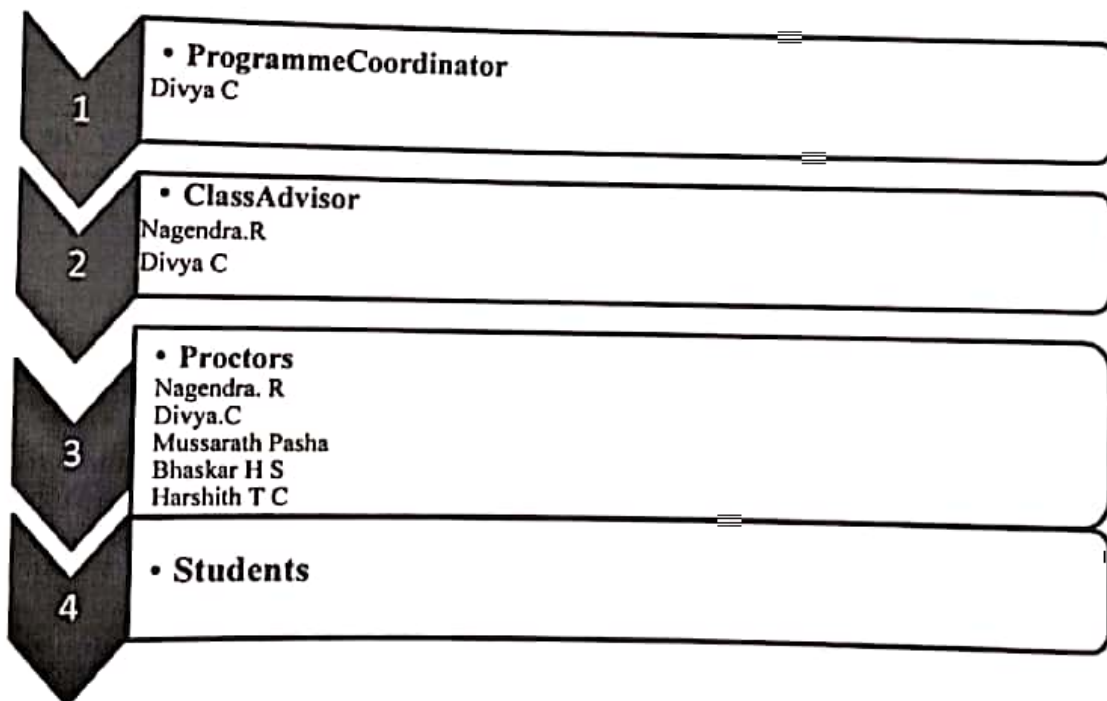 1
• ProgrammeCoordinator
Divya C
2
• ClassAdvisor
Nagendra.R
Divya C
3
• Proctors
Nagendra. R
Divya.C
Mussarath Pasha
Bhaskar H S
Harshith T C
4
• Students